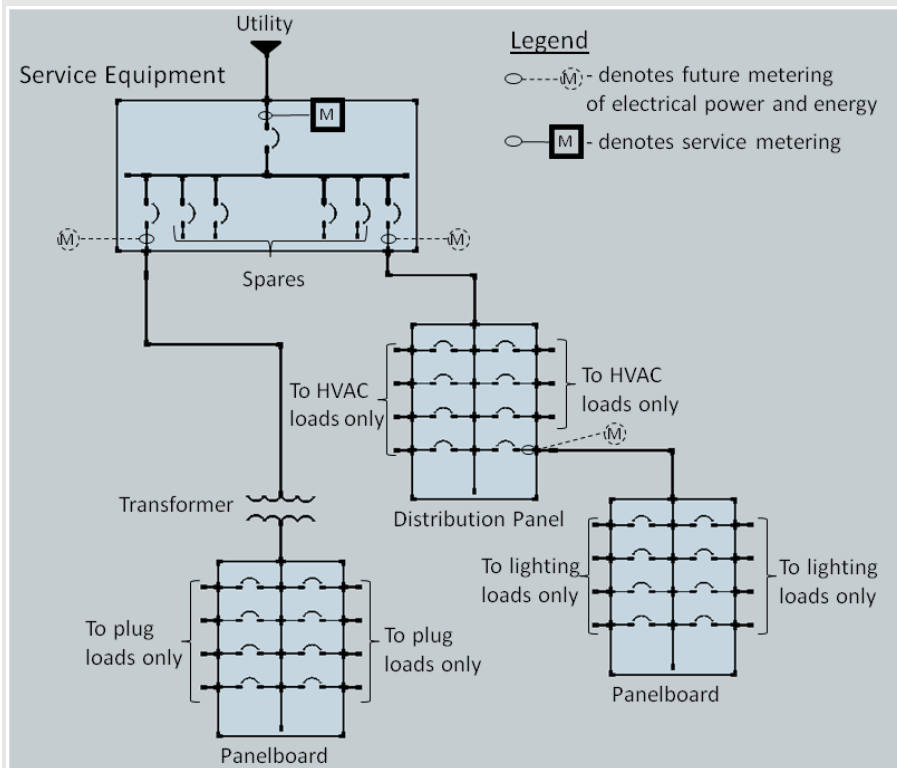 Utility
Legend
Service Equipment
M - denotes future metering
of electrical power and energy
M
M - denotes service metering
M
M
Spares
To HVAC
loads only
To HVAC
loads only
M
Transformer
Distribution Panel
To lighting
loads only
To lighting
loads only
To plug
loads only
To plug
loads only
Panelboard
Panelboard